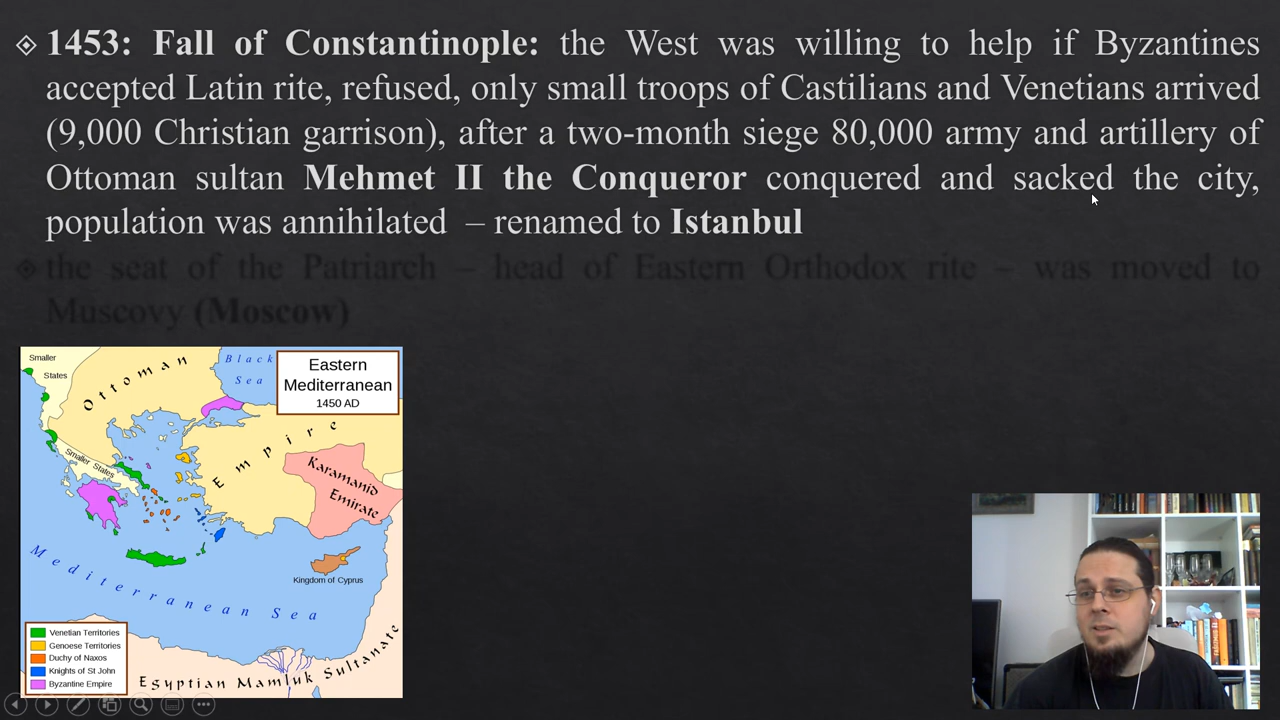 1453: Fall of Constantinople: the West was willing to help if Byzantines
accepted Latin rite, refused, only small troops of Castilians and Venetians arrived
(9,000 Christian garrison), after a two-month siege 80,000 army and artillery of
Ottoman sultan Mehmet II the Conqueror conquered and sacked the city,
population was annihilated – renamed to Istanbul
the seat of the Patriarch – head of Eastern Orthodox rite – was moved to
Muscovy (Moscow)
Smaller
States
Ottoman
Black
Sea
Eastern
Mediterranean
1450 AD
Empire
Smaller States
Karamanid
Emirate
Kingdom of Cyprus
Mediterranean Sea
Egyptian Mamluk Sultanate
Venetian Territories
Genoese Territories
Duchy of Naxos
Knights of St John
Byzantine Empire